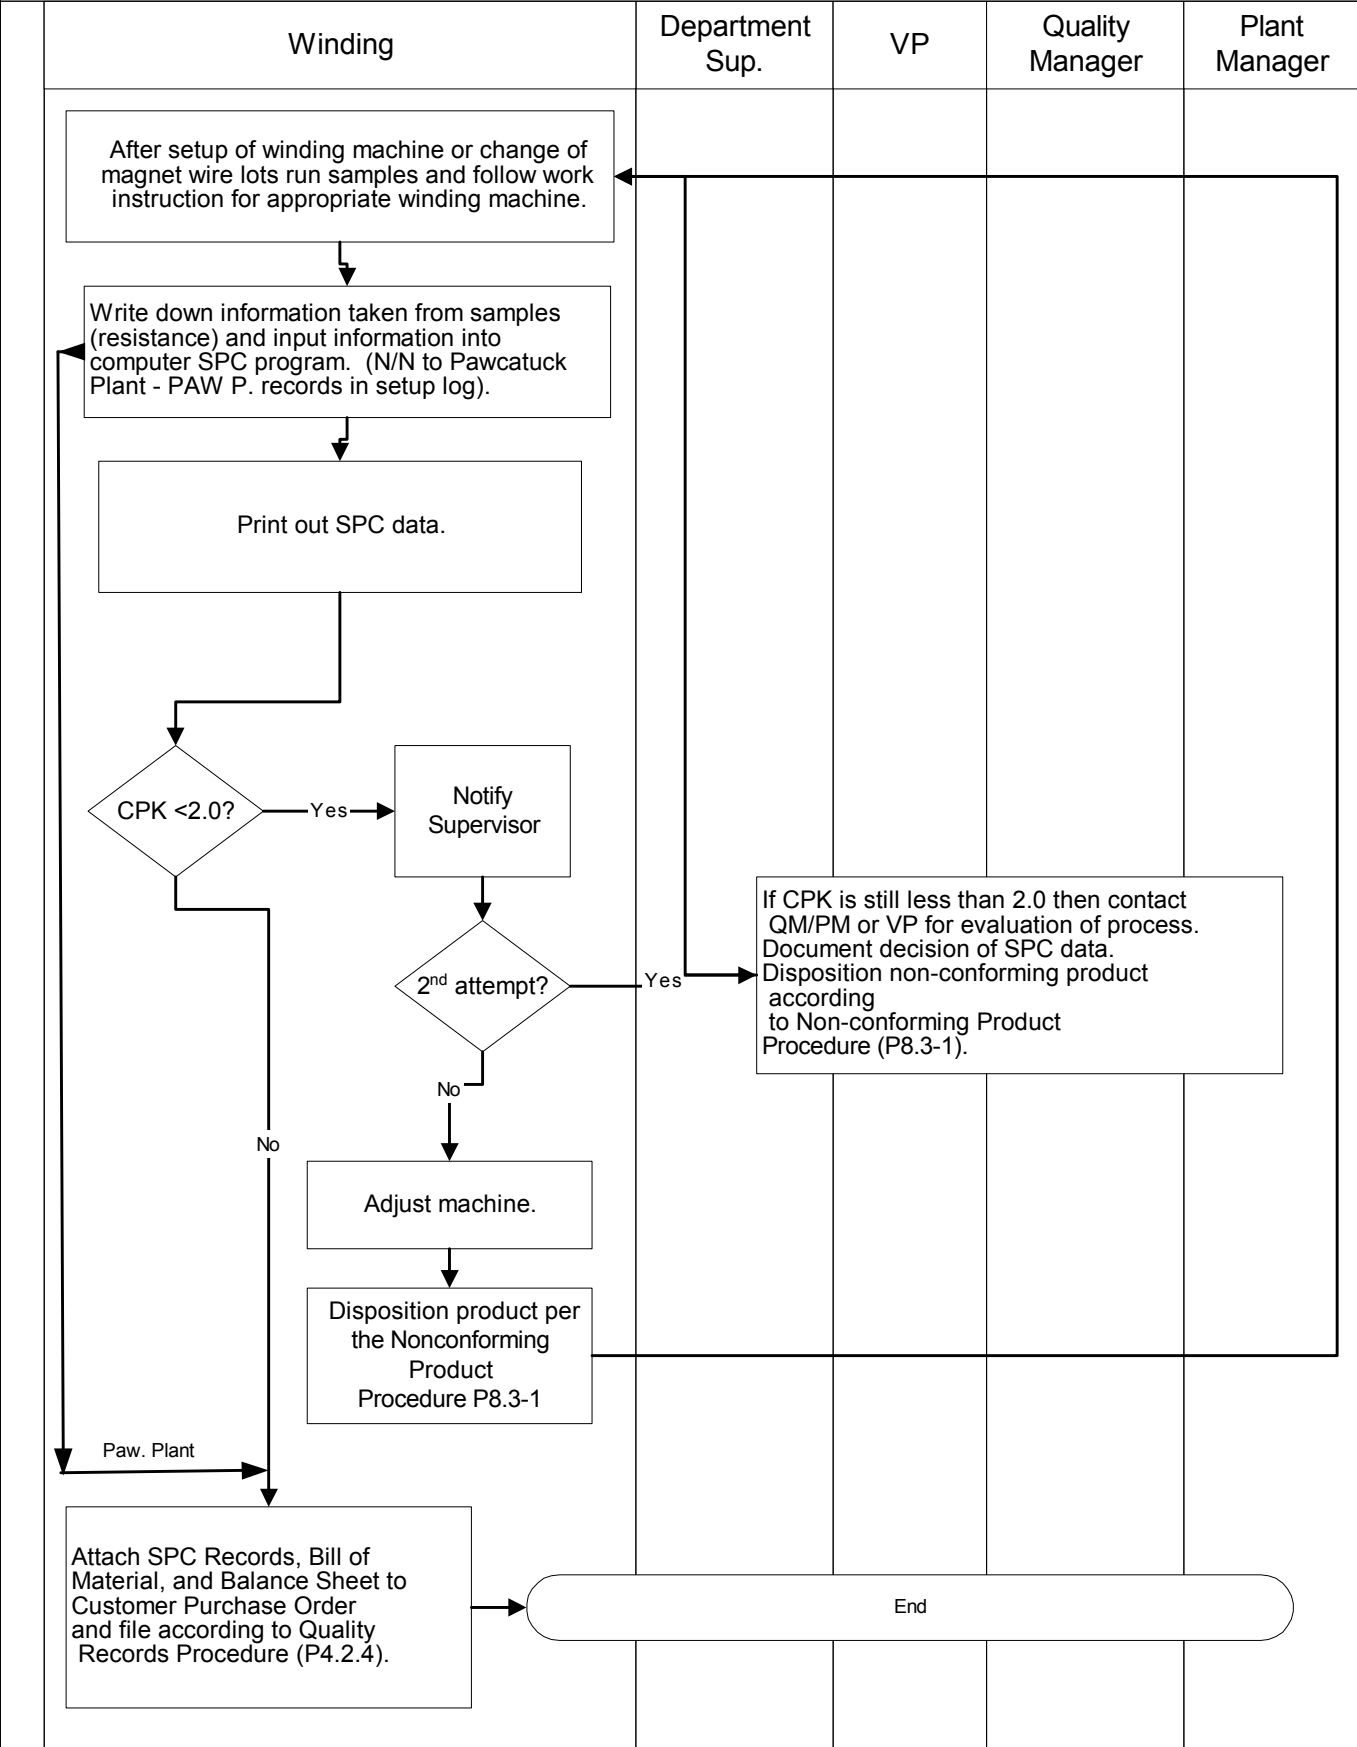 Winding
Department
Sup.
VP
Quality
Manager
Plant
Manager
After setup of winding machine or change of
magnet wire lots run samples and follow work
instruction for appropriate winding machine.
Write down information taken from samples
(resistance) and input information into
computer SPC program.  (N/N to Pawcatuck
Plant - PAW P. records in setup log).
Print out SPC data.
CPK <2.0?
Yes
Notify
Supervisor
If CPK is still less than 2.0 then contact
QM/PM or VP for evaluation of process.
Document decision of SPC data.
Disposition non-conforming product
according
to Non-conforming Product
Procedure (P8.3-1).
2nd attempt?
Yes
No
No
Adjust machine.
Disposition product per
the Nonconforming
Product
Procedure P8.3-1
Paw. Plant
Attach SPC Records, Bill of
Material, and Balance Sheet to
Customer Purchase Order
and file according to Quality
Records Procedure (P4.2.4).
End